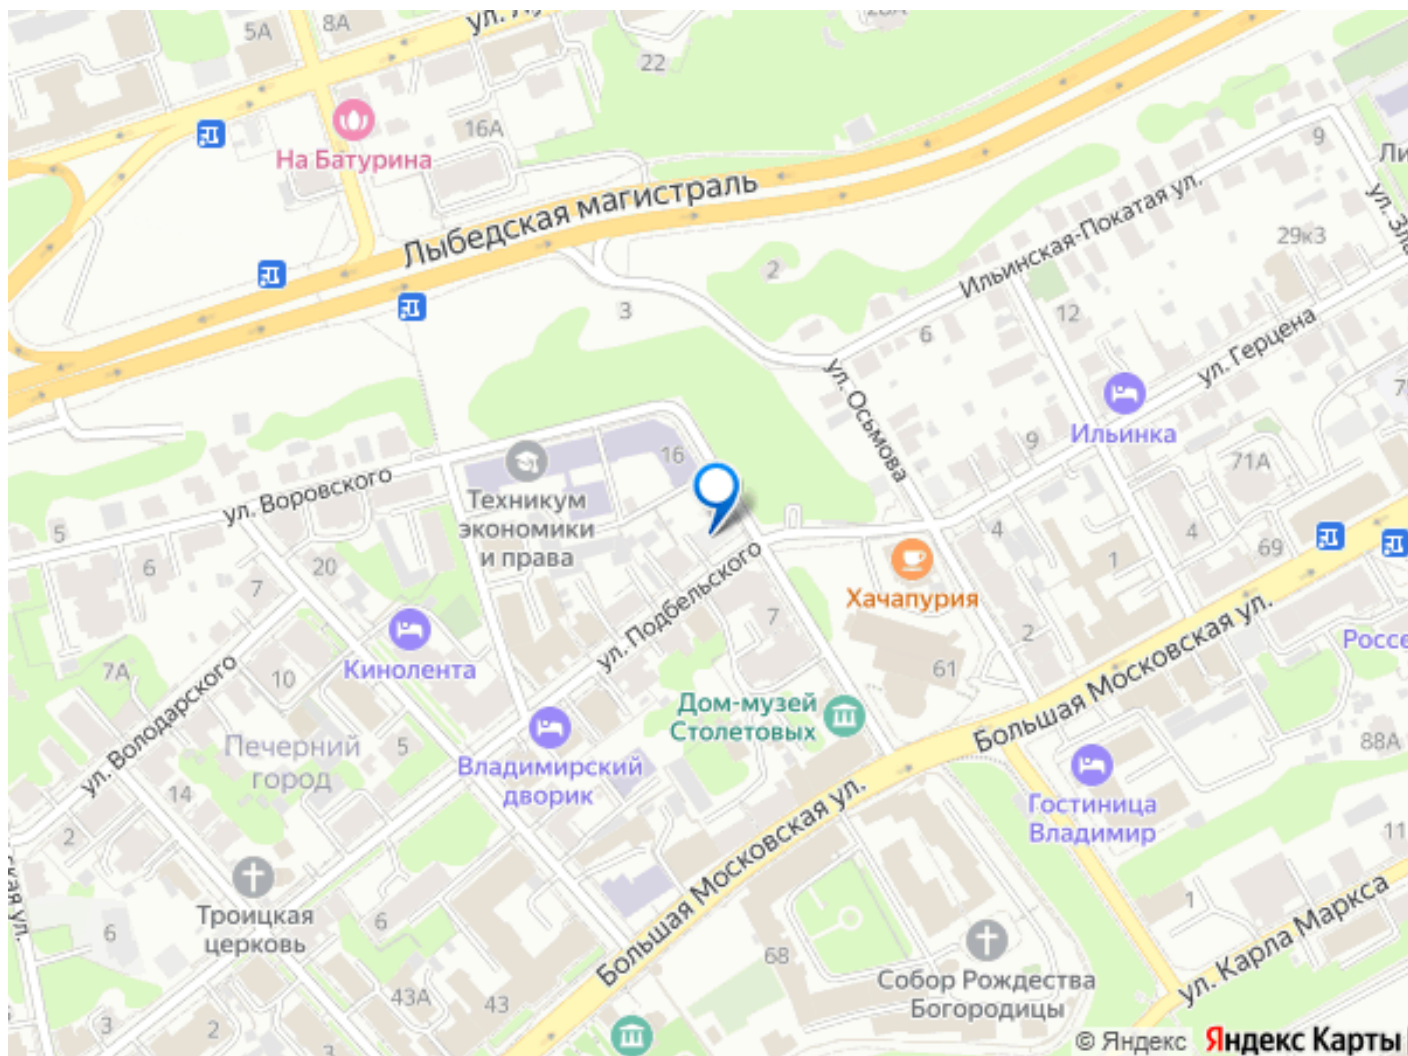 5А
8А
28А
22
16А
На Батурина
9
Лыбедская магистраль
Ильинская-Покатая ул.
29к3
2
3
6
12
ул. Герцена
ул. Осьмова
Ильинка
9
71А
16
Техникум
экономики
и права
ул. Воровского
5
6
7
20
4
4
69
1
Хачапурия
ул. Подбельского
7
2
61
Большая Московская ул.
Кинолента
7А
10
ул. Володарского
Дом-музей
Столетовых
Печерний
город
5
Владимирский
дворик
88А
14
2
Гостиница
Владимир
11
Троицкая
церковь
6
6
Большая Московская ул.
1
ул. Карла Маркса
68
Собор Рождества
Богородицы
43А
43
3
2
3
© Яндекс Яндекс Карты